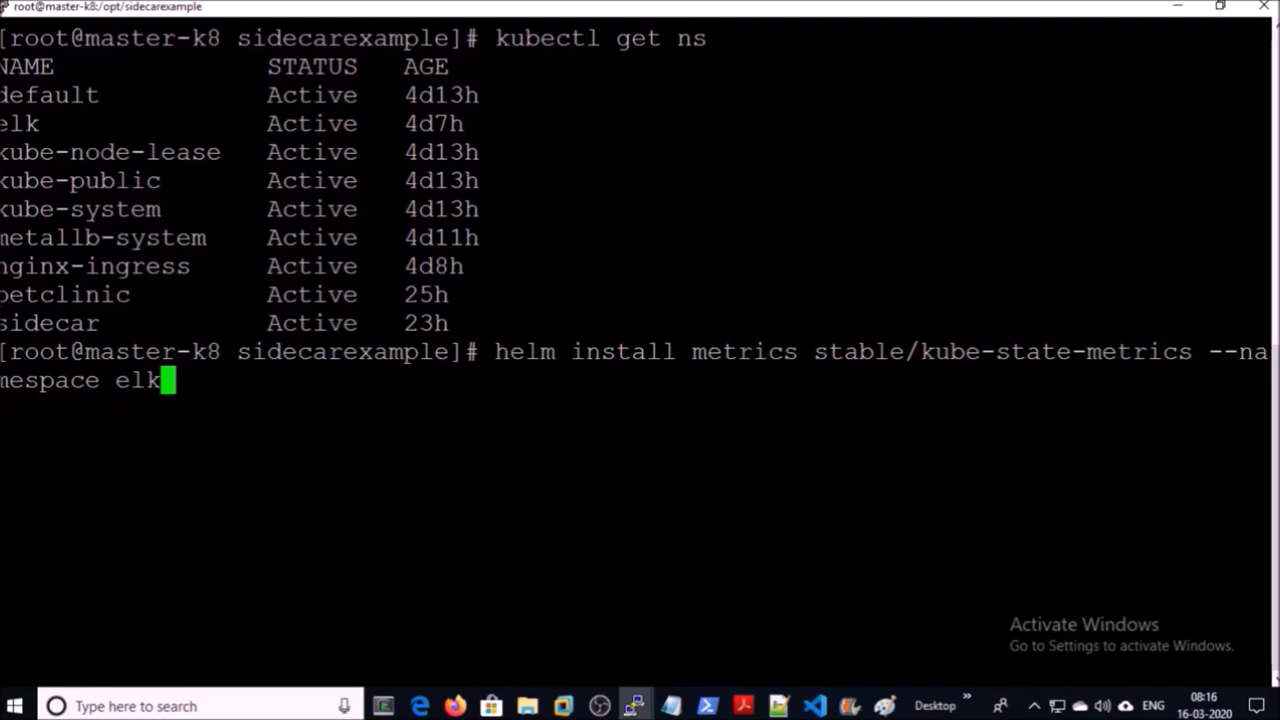 root@master-k8:/opt/sidecarexample
[root@master-k8 sidecarexample]# kubectl get ns
NAME STATUS AGE
default Active 4d13h
elk Active 4d7h
kube-node-lease Active 4d13h
kube-public Active 4d13h
kube-system Active 4d13h
metallb-system Active 4d11h
nginx-ingress Active 4d8h
petclinic Active 25h
sidecar Active 23h
[root@master-k8 sidecarexample]# helm install metrics stable/kube-state-metrics --na
mespace elk
Activate Windows
Go to Settings to activate Windows.
Type here to search
Desktop
ENG
08:16
16-03-2020